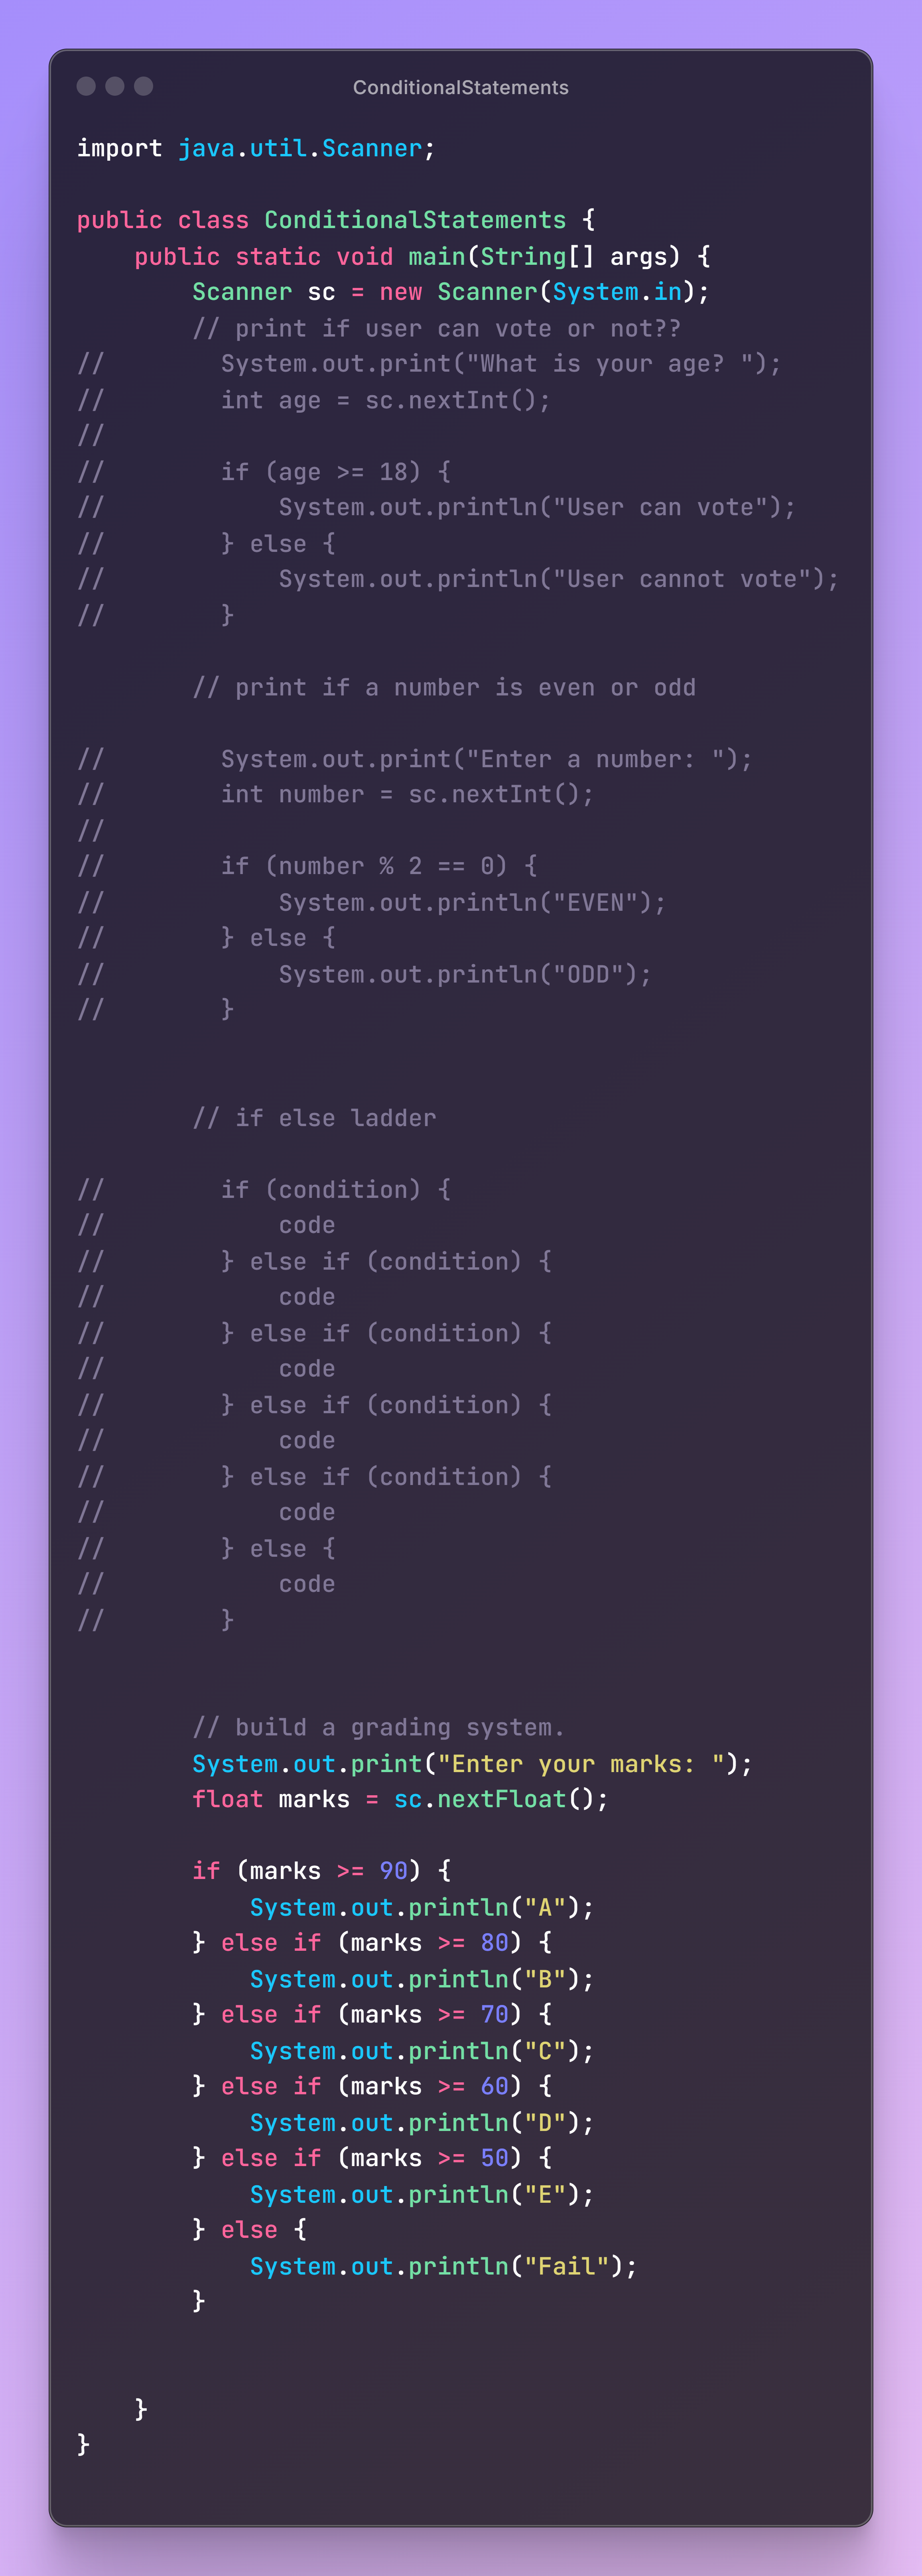 ConditionalStatements
import java.util.Scanner;

public class ConditionalStatements {
    public static void main(String[] args) {
        Scanner sc = new Scanner(System.in);
        // print if user can vote or not??
//        System.out.print("What is your age? ");
//        int age = sc.nextInt();
//
//        if (age >= 18) {
//            System.out.println("User can vote");
//        } else {
//            System.out.println("User cannot vote");
//        }

        // print if a number is even or odd

//        System.out.print("Enter a number: ");
//        int number = sc.nextInt();
//
//        if (number % 2 == 0) {
//            System.out.println("EVEN");
//        } else {
//            System.out.println("ODD");
//        }


        // if else ladder

//        if (condition) {
//            code
//        } else if (condition) {
//            code
//        } else if (condition) {
//            code
//        } else if (condition) {
//            code
//        } else if (condition) {
//            code
//        } else {
//            code
//        }


        // build a grading system.
        System.out.print("Enter your marks: ");
        float marks = sc.nextFloat();

        if (marks >= 90) {
            System.out.println("A");
        } else if (marks >= 80) {
            System.out.println("B");
        } else if (marks >= 70) {
            System.out.println("C");
        } else if (marks >= 60) {
            System.out.println("D");
        } else if (marks >= 50) {
            System.out.println("E");
        } else {
            System.out.println("Fail");
        }


    }
}